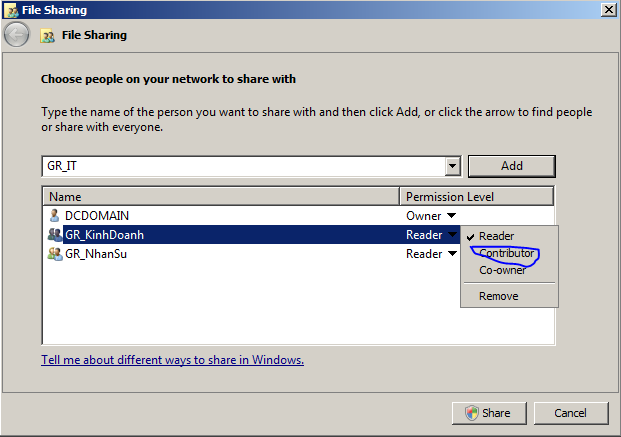 File Sharing
File Sharing
Choose people on your network to share with
Type the name of the person you want to share with and then click Add, or click the arrow to find people
or share with everyone.
GR_IT
Add
Name Permission Level
DCDOMAIN Owner
GR_KinhDoanh Reader
GR_NhanSu Reader
Reader
Contributor
Co-owner
Remove
Tell me about different ways to share in Windows.
Share Cancel